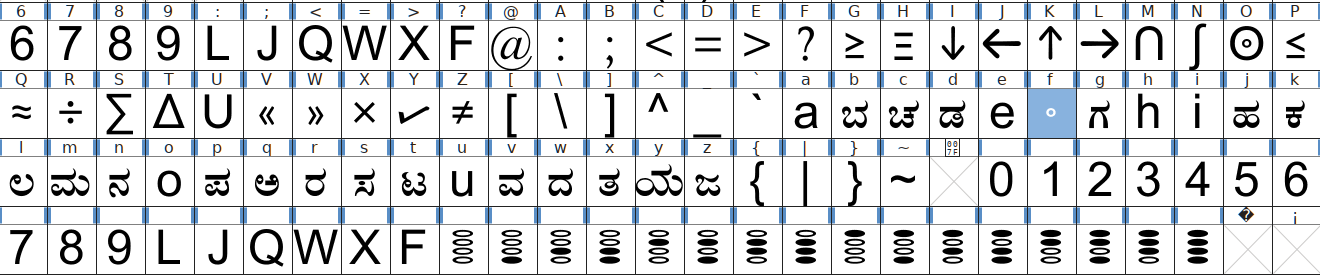 6 7 8 9 : ; < = > ? @ A B C D E F G H I J K L M N O P
6 7 8 9 L J Q W X F @ : ; < = > ? ≥ Ξ ↓ ← ↑ → ∩ ∫ ⊙ ≤
Q R S T U V W X Y Z [ \ ] ^ _ ` a b c d e f g h i j k
≈ ÷ ∑ Δ U « » × ✓ ≠ [ \ ] ^ _ ` a ಬ ಚ ಡ e ಂ ಗ h i ಹ ಕ
l m n o p q r s t u v w x y z { | } ~ 007F
ಲ ಮ ನ o ಪ ಅ ರ ಸ ಟ u ವ ದ ತ ಯ ಜ { | } ~ 0 1 2 3 4 5 6
� ¡
7 8 9 L J Q W X F